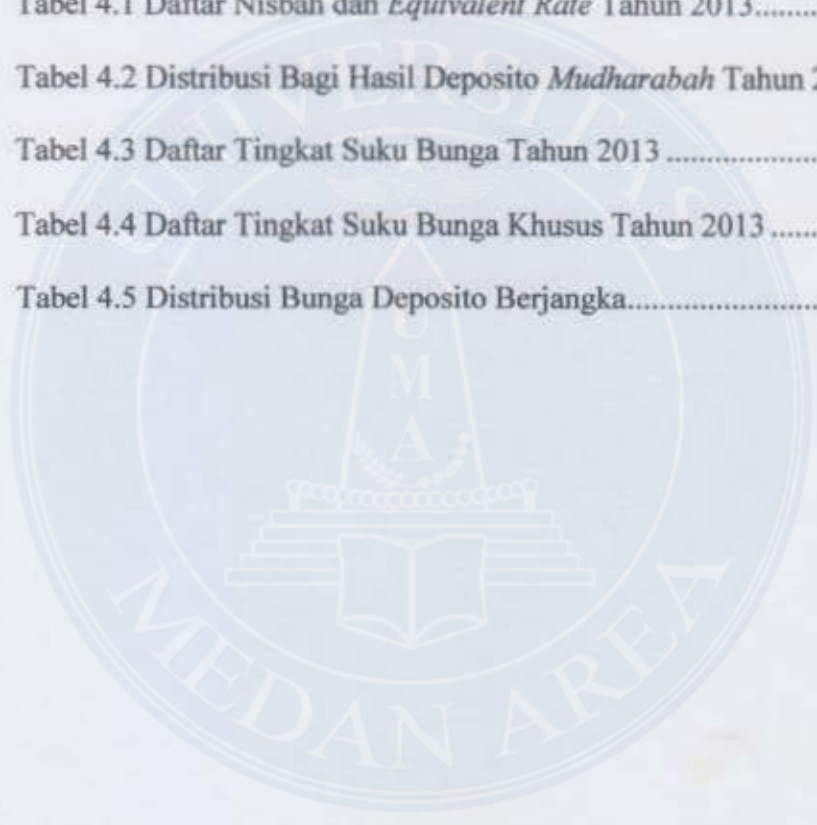 Tabel 4.1 Daftar Nisbah dan Equivalent Rate Tahun 2013.........
Tabel 4.2 Distribusi Bagi Hasil Deposito Mudharabah Tahun 2
Tabel 4.3 Daftar Tingkat Suku Bunga Tahun 2013 ...................
Tabel 4.4 Daftar Tingkat Suku Bunga Khusus Tahun 2013 ......
Tabel 4.5 Distribusi Bunga Deposito Berjangka.......................
UNIVERSITAS
U
M
A
MEDAN AREA